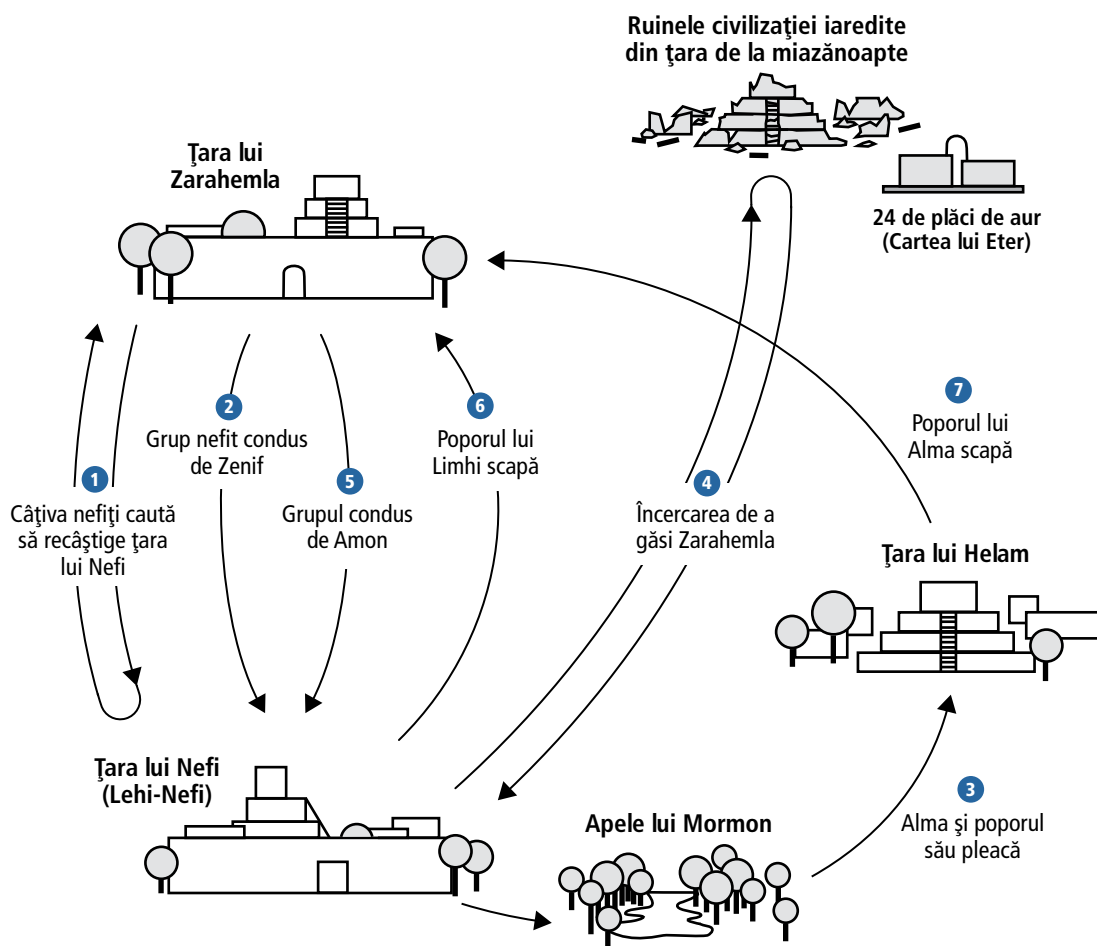 Ruinele civilizaţiei iaredite
din ţara de la miazănoapte
Ţara lui
Zarahemla
24 de plăci de aur
(Cartea lui Eter)
1
Câţiva nefiţi caută
să recâştige ţara
lui Nefi
2
Grup nefit condus
de Zenif
5
Grupul condus
de Amon
6
Poporul lui
Limhi scapă
4
Încercarea de a
găsi Zarahemla
7
Poporul lui
Alma scapă
Ţara lui Helam
Ţara lui Nefi
(Lehi-Nefi)
Apele lui Mormon
3
Alma şi poporul
său pleacă